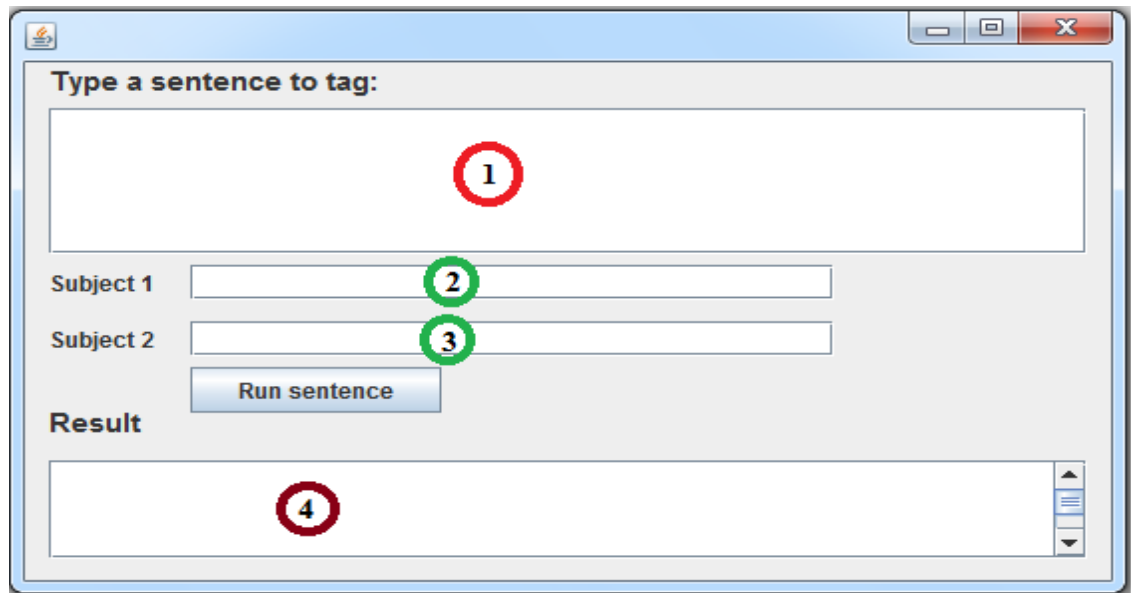 Type a sentence to tag:
1
Subject 1 2
Subject 2 3
Run sentence
Result
4